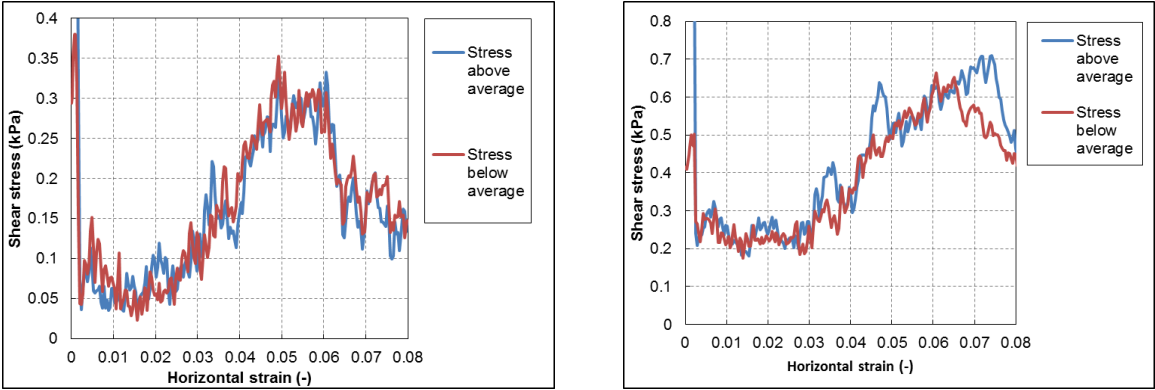 Shear stress (kPa)
0.4
0.35
0.3
0.25
0.2
0.15
0.1
0.05
0
0 0.01 0.02 0.03 0.04 0.05 0.06 0.07 0.08
Horizontal strain (-)
Stress
above
average
Stress
below
average
Shear stress (kPa)
0.8
0.7
0.6
0.5
0.4
0.3
0.2
0.1
0
0 0.01 0.02 0.03 0.04 0.05 0.06 0.07 0.08
Horizontal strain (-)
Stress
above
average
Stress
below
average